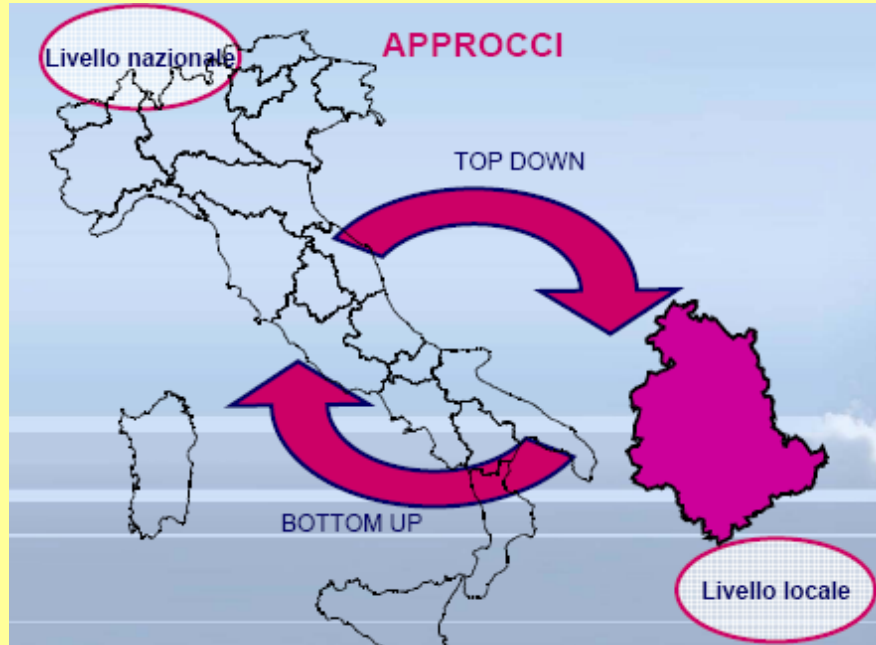 Livello nazionale
APPROCCI
TOP DOWN
BOTTOM UP
Livello locale